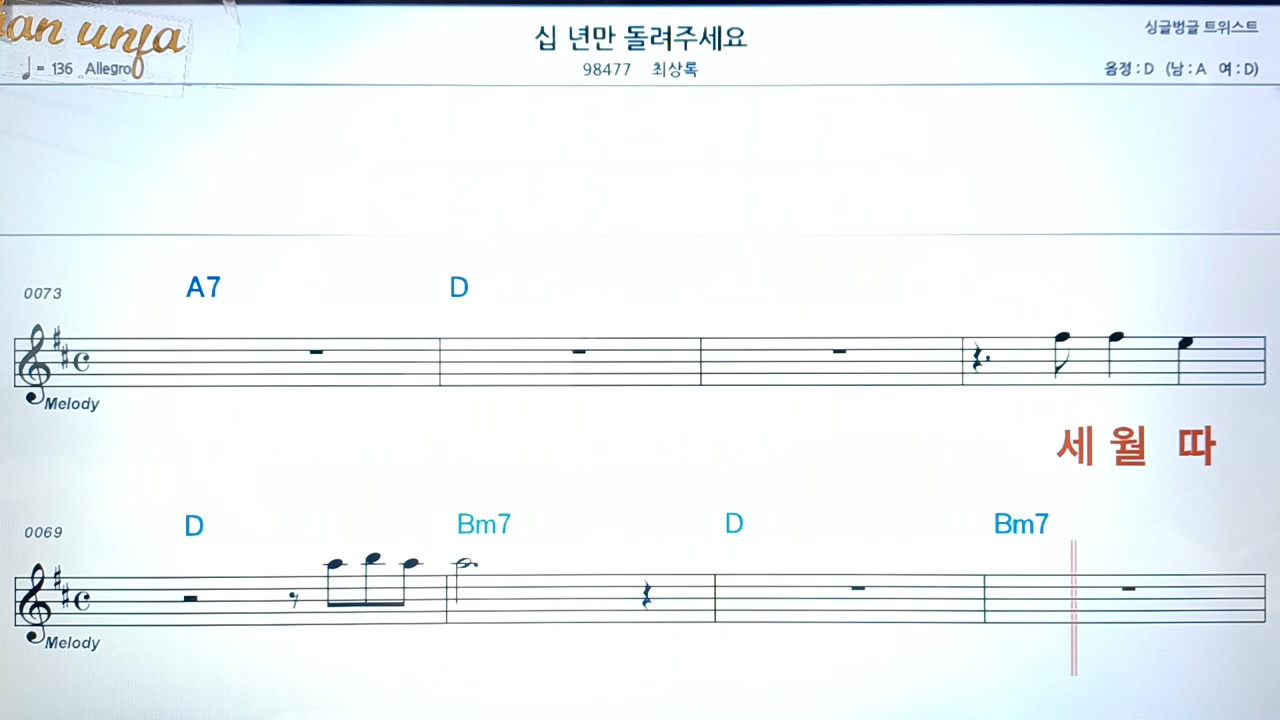 unja
십 년만 돌려주세요
싱글벙글 트위스트
♩= 136 Allegro
98477 최상록
음정 : D (남 : A 여 : D)
0073 A7 D
Melody
세 월 따
0069 D Bm7 D Bm7
Melody